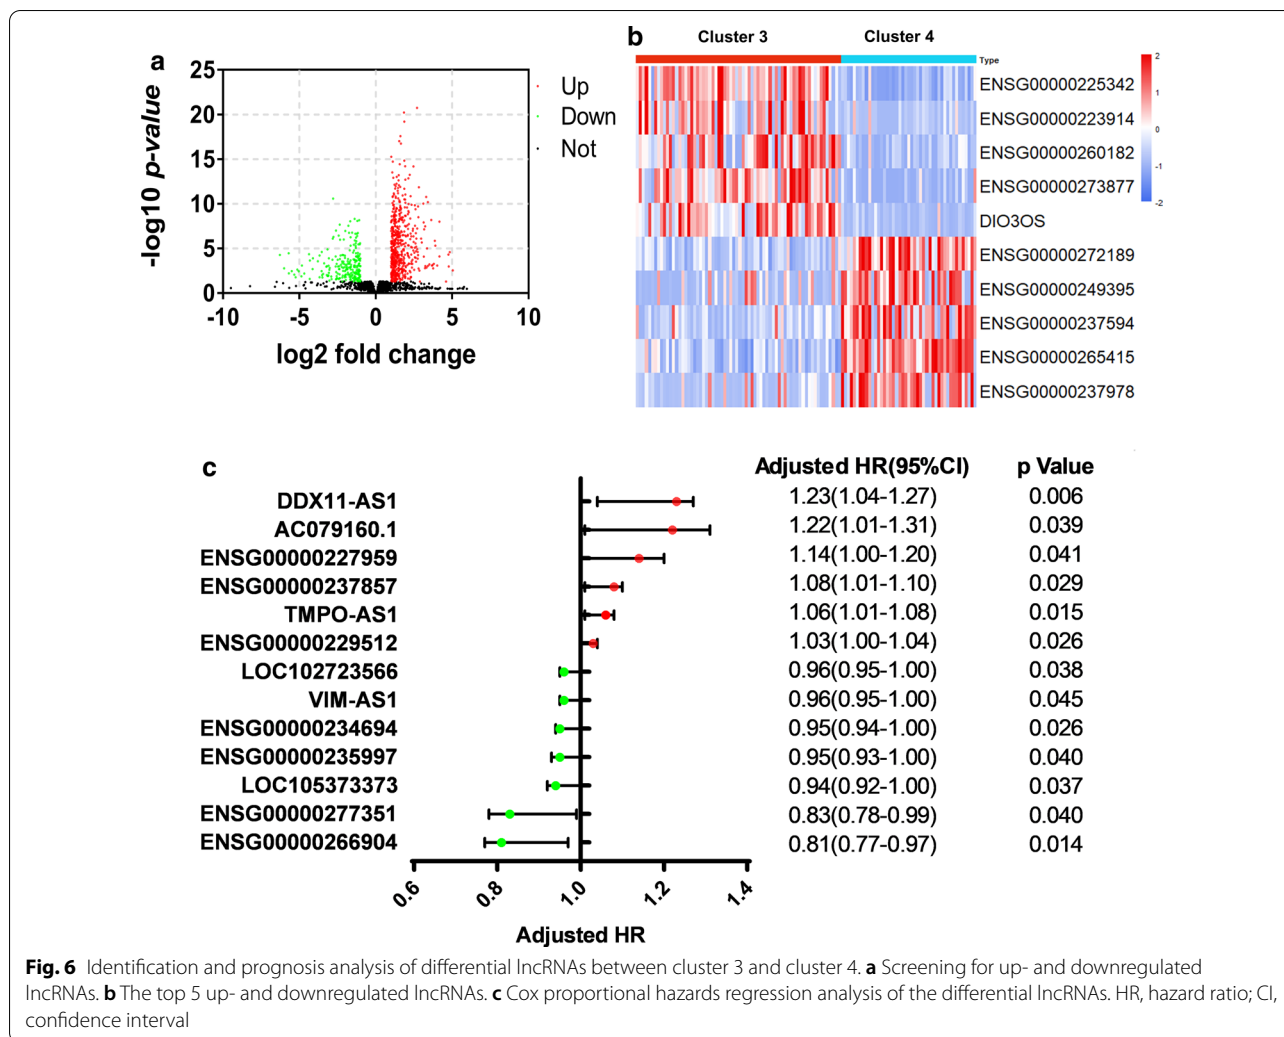 a
25
20
15
10
5
0
-log10 p-value
-10 -5 0 5 10
log2 fold change
Up
Down
Not
b
Cluster 3 Cluster 4
Type
ENSG00000225342
ENSG00000223914
ENSG00000260182
ENSG00000273877
DIO3OS
ENSG00000272189
ENSG00000249395
ENSG00000237594
ENSG00000265415
ENSG00000237978
2
1
0
-1
-2
c
Adjusted HR(95%CI) p Value
DDX11-AS1 1.23(1.04-1.27) 0.006
AC079160.1 1.22(1.01-1.31) 0.039
ENSG00000227959 1.14(1.00-1.20) 0.041
ENSG00000237857 1.08(1.01-1.10) 0.029
TMPO-AS1 1.06(1.01-1.08) 0.015
ENSG00000229512 1.03(1.00-1.04) 0.026
LOC102723566 0.96(0.95-1.00) 0.038
VIM-AS1 0.96(0.95-1.00) 0.045
ENSG00000234694 0.95(0.94-1.00) 0.026
ENSG00000235997 0.95(0.93-1.00) 0.040
LOC105373373 0.94(0.92-1.00) 0.037
ENSG00000277351 0.83(0.78-0.99) 0.040
ENSG00000266904 0.81(0.77-0.97) 0.014
0.6 0.8 1.0 1.2 1.4
Adjusted HR
Fig. 6 Identification and prognosis analysis of differential lncRNAs between cluster 3 and cluster 4. a Screening for up- and downregulated
lncRNAs. b The top 5 up- and downregulated lncRNAs. c Cox proportional hazards regression analysis of the differential lncRNAs. HR, hazard ratio; CI,
confidence interval